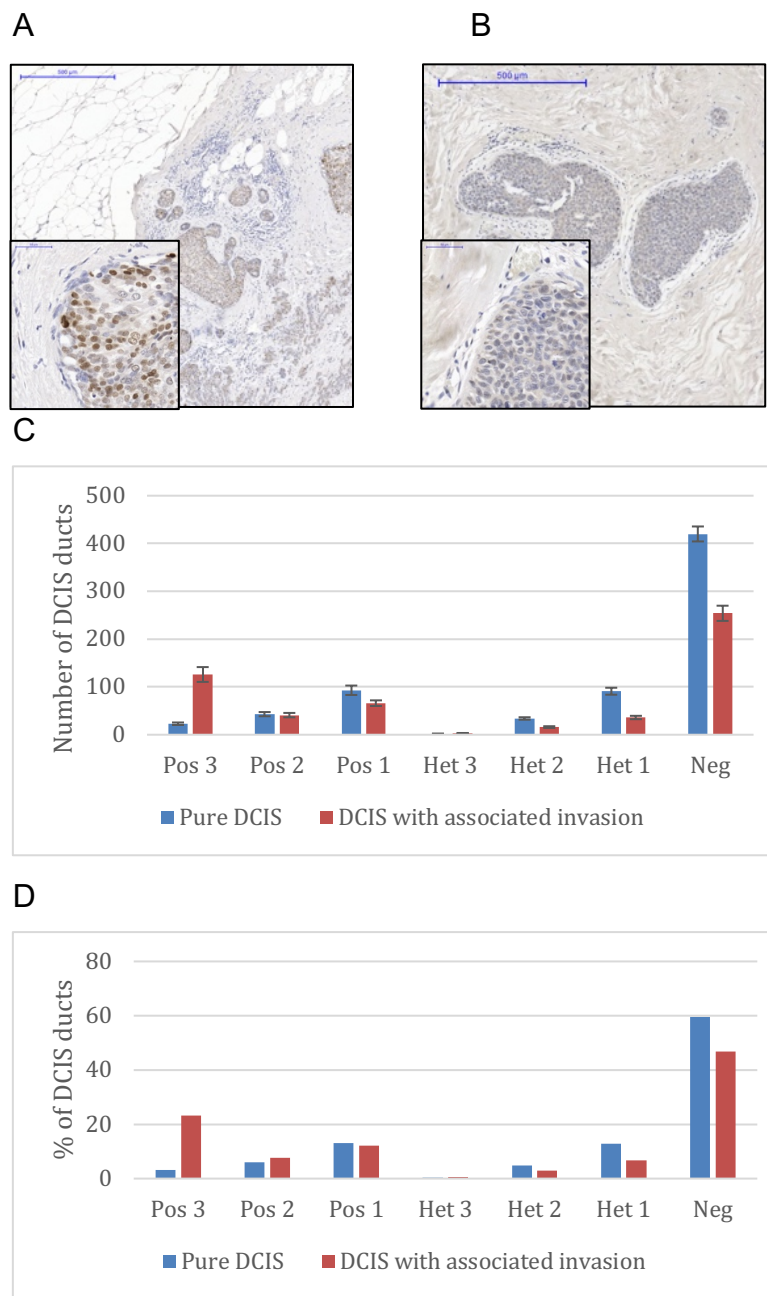 A
B
500 µm
500 µm
C
Number of DCIS ducts
500
400
300
200
100
0
Pos 3 Pos 2 Pos 1 Het 3 Het 2 Het 1 Neg
Pure DCIS DCIS with associated invasion
D
% of DCIS ducts
80
60
40
20
0
Pos 3 Pos 2 Pos 1 Het 3 Het 2 Het 1 Neg
Pure DCIS DCIS with associated invasion